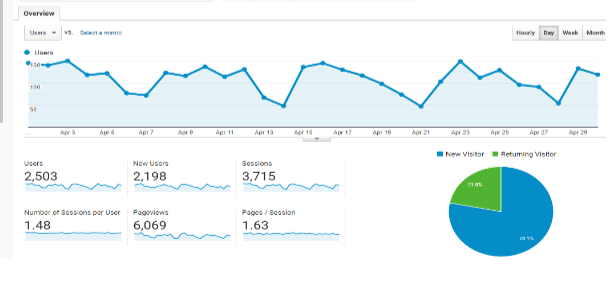 Overview
Users vs. Select a metric
Hourly Day Week Month
Users
150
100
50
... Apr 3 Apr 5 Apr 7 Apr 9 Apr 11 Apr 13 Apr 15 Apr 17 Apr 19 Apr 21 Apr 23 Apr 25 Apr 27 Apr 29
New Visitor Returning Visitor
Users New Users Sessions
2,503 2,198 3,715
21.9%
Number of Sessions per User Pageviews Pages / Session
1.48 6,069 1.63